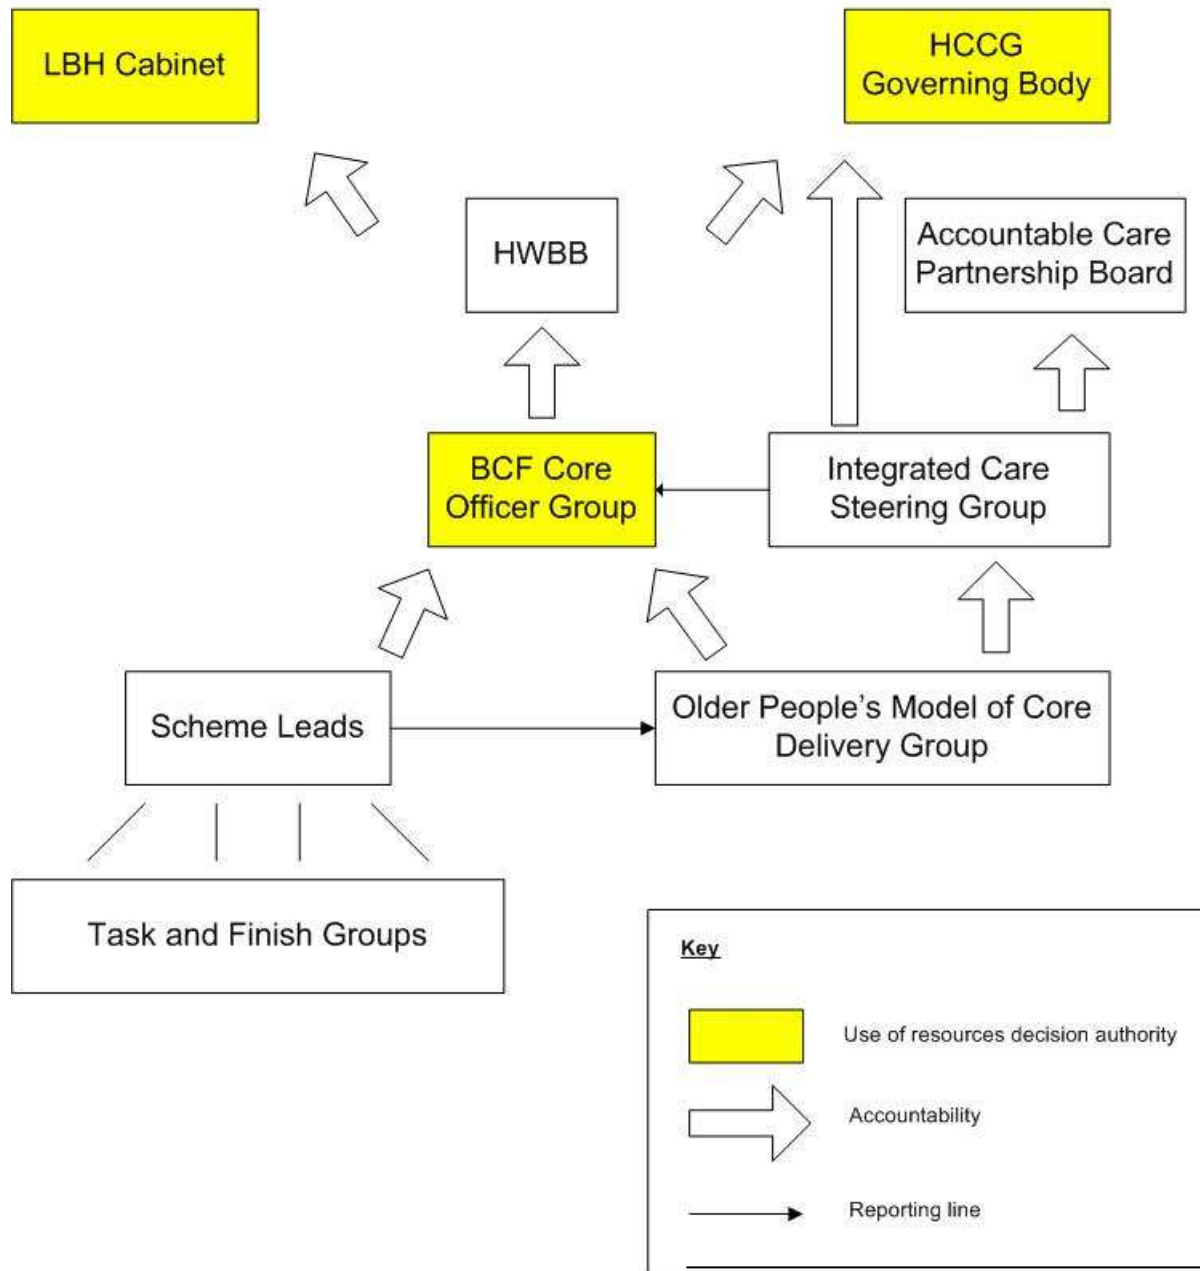 LBH Cabinet
HCCG
Governing Body
HWBB
Accountable Care
Partnership Board
BCF Core
Officer Group
Integrated Care
Steering Group
Scheme Leads
Older People's Model of Core
Delivery Group
Task and Finish Groups
Key
Use of resources decision authority
Accountability
Reporting line